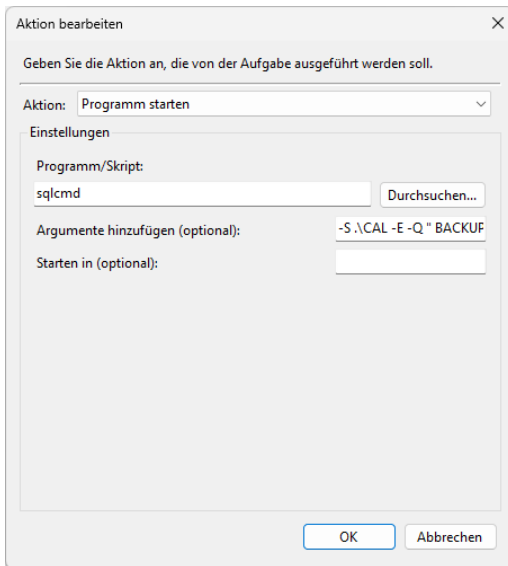 Aktion bearbeiten
Geben Sie die Aktion an, die von der Aufgabe ausgeführt werden soll.
Aktion: Programm starten
Einstellungen
Programm/Skript:
sqlcmd Durchsuchen...
Argumente hinzufügen (optional): -S .\CAL -E -Q " BACKUP
Starten in (optional):
OK Abbrechen